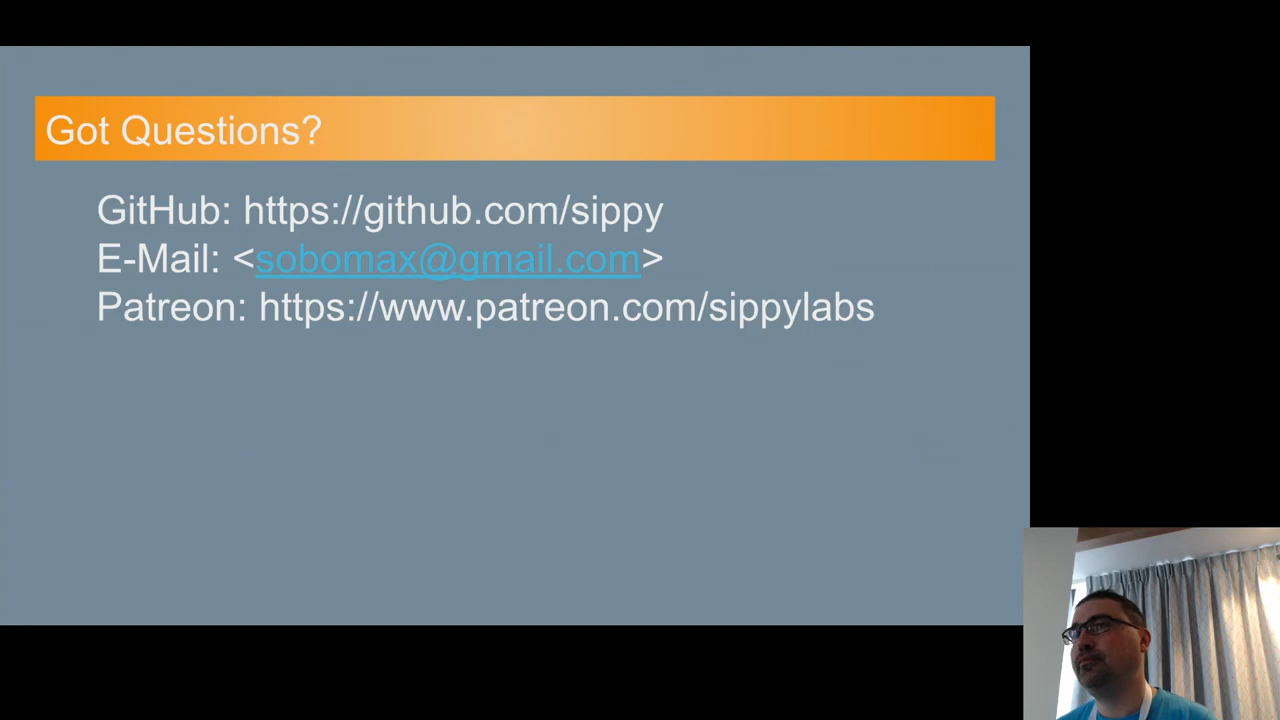 Got Questions?
GitHub: https://github.com/sippy
E-Mail: <sobomax@gmail.com>
Patreon: https://www.patreon.com/sippylabs